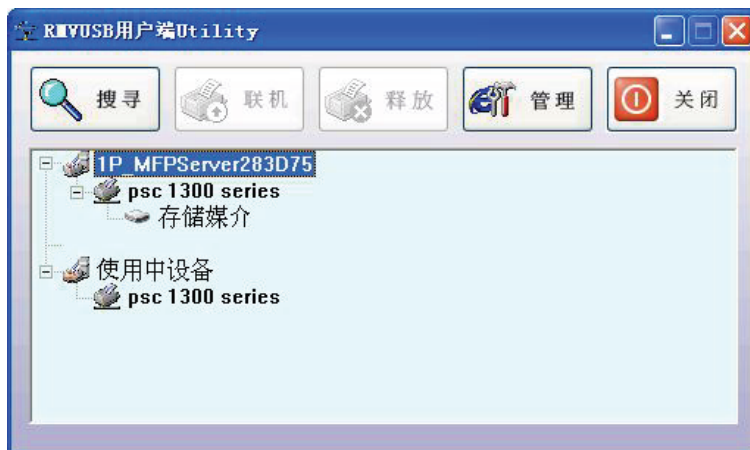 RMVUSB用户端Utility
搜寻 联机 释放 管理 关闭
1P_MFPServer283D75
psc 1300 series
存储媒介
使用中设备
psc 1300 series